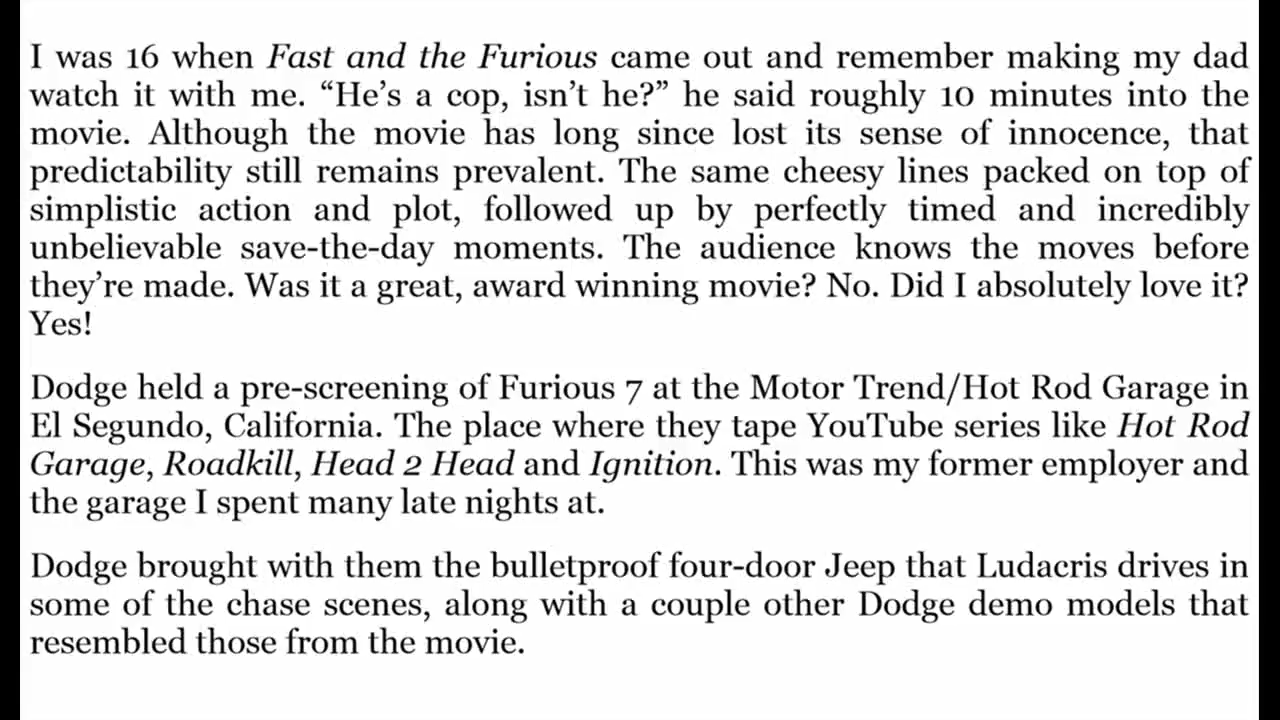 I was 16 when Fast and the Furious came out and remember making my dad
watch it with me. “He’s a cop, isn’t he?” he said roughly 10 minutes into the
movie. Although the movie has long since lost its sense of innocence, that
predictability still remains prevalent. The same cheesy lines packed on top of
simplistic action and plot, followed up by perfectly timed and incredibly
unbelievable save-the-day moments. The audience knows the moves before
they’re made. Was it a great, award winning movie? No. Did I absolutely love it?
Yes!
Dodge held a pre-screening of Furious 7 at the Motor Trend/Hot Rod Garage in
El Segundo, California. The place where they tape YouTube series like Hot Rod
Garage, Roadkill, Head 2 Head and Ignition. This was my former employer and
the garage I spent many late nights at.
Dodge brought with them the bulletproof four-door Jeep that Ludacris drives in
some of the chase scenes, along with a couple other Dodge demo models that
resembled those from the movie.